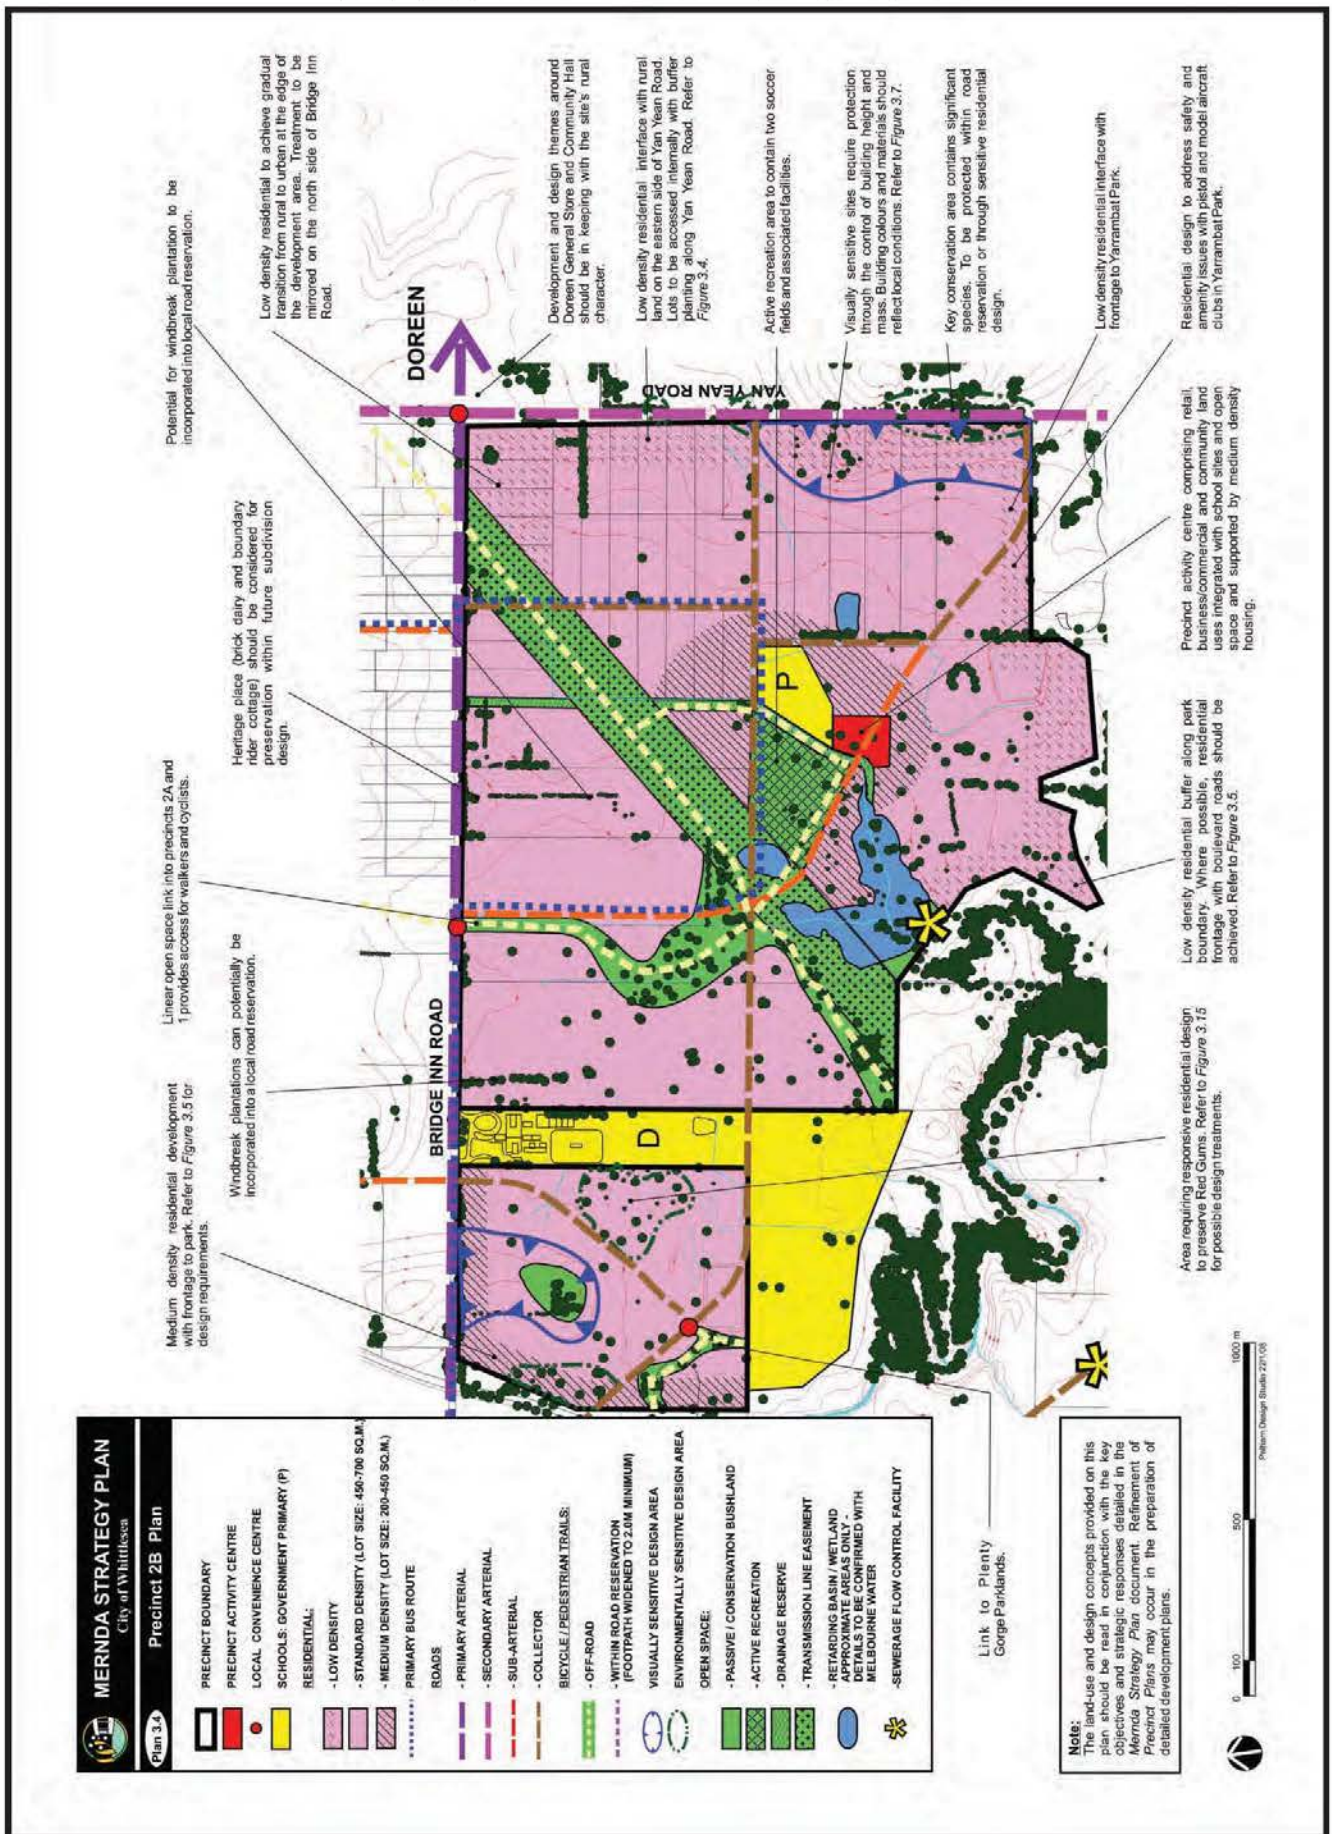 MERNDA STRATEGY PLAN
City of Whittlesea
Plan 3.4
Precinct 2B Plan
PRECINCT BOUNDARY
PRECINCT ACTIVITY CENTRE
LOCAL CONVENIENCE CENTRE
SCHOOLS: GOVERNMENT PRIMARY (P)
RESIDENTIAL:
- LOW DENSITY
- STANDARD DENSITY (LOT SIZE: 450-700 SQ.M.)
- MEDIUM DENSITY (LOT SIZE: 200-450 SQ.M.)
PRIMARY BUS ROUTE
ROADS
- PRIMARY ARTERIAL
- SECONDARY ARTERIAL
- SUB-ARTERIAL
- COLLECTOR
BICYCLE / PEDESTRIAN TRAILS:
- OFF-ROAD
- WITHIN ROAD RESERVATION
(FOOTPATH WIDENED TO 2.0M MINIMUM)
VISUALLY SENSITIVE DESIGN AREA
ENVIRONMENTALLY SENSITIVE DESIGN AREA
OPEN SPACE:
- PASSIVE / CONSERVATION BUSHLAND
- ACTIVE RECREATION
- DRAINAGE RESERVE
- TRANSMISSION LINE EASEMENT
- RETARDING BASIN / WETLAND
APPROXIMATE AREAS ONLY -
DETAILS TO BE CONFIRMED WITH
MELBOURNE WATER
-SEWERAGE FLOW CONTROL FACILITY
Medium density residential development
with frontage to park. Refer to Figure 3.5 for
design requirements.
Windbreak plantations can potentially be
incorporated into a local road reservation.
Linear open space link into precincts 2A and
1 provides access for walkers and cyclists.
Heritage place (brick dairy and boundary
rider cottage) should be considered for
preservation within future subdivision
design.
Potential for windbreak plantation to be
incorporated into local road reservation.
Low density residential to achieve gradual
transition from rural to urban at the edge of
the development area. Treatment to be
mirrored on the north side of Bridge Inn
Road.
BRIDGE INN ROAD
DOREEN
YAN YEAN ROAD
D
P
Development and design themes around
Doreen General Store and Community Hall
should be in keeping with the site's rural
character.
Low density residential interface with rural
land on the eastern side of Yan Yean Road.
Lots to be accessed internally with buffer
planting along Yan Yean Road. Refer to
Figure 3.4.
Active recreation area to contain two soccer
fields and associated facilities.
Visually sensitive sites require protection
through the control of building height and
mass. Building colours and materials should
reflect local conditions. Refer to Figure 3.7.
Key conservation area contains significant
species. To be protected within road
reservation or through sensitive residential
design.
Low density residential interface with
frontage to Yarrambat Park.
Residential design to address safety and
amenity issues with pistol and model aircraft
clubs in Yarrambat Park.
Link to Plenty
Gorge Parklands.
Area requiring responsive residential design
to preserve Red Gums. Refer to Figure 3.15
for possible design treatments.
Low density residential buffer along park
boundary. Where possible, residential
frontage with boulevard roads should be
achieved. Refer to Figure 3.5.
Precinct activity centre comprising retail,
business/commercial and community land
uses integrated with school sites and open
space and supported by medium density
housing.
Note:
The land-use and design concepts provided on this
plan should be read in conjunction with the key
objectives and strategic responses detailed in the
Mernda Strategy Plan document. Refinement of
Precinct Plans may occur in the preparation of
detailed development plans.
0 100 500 1000 m